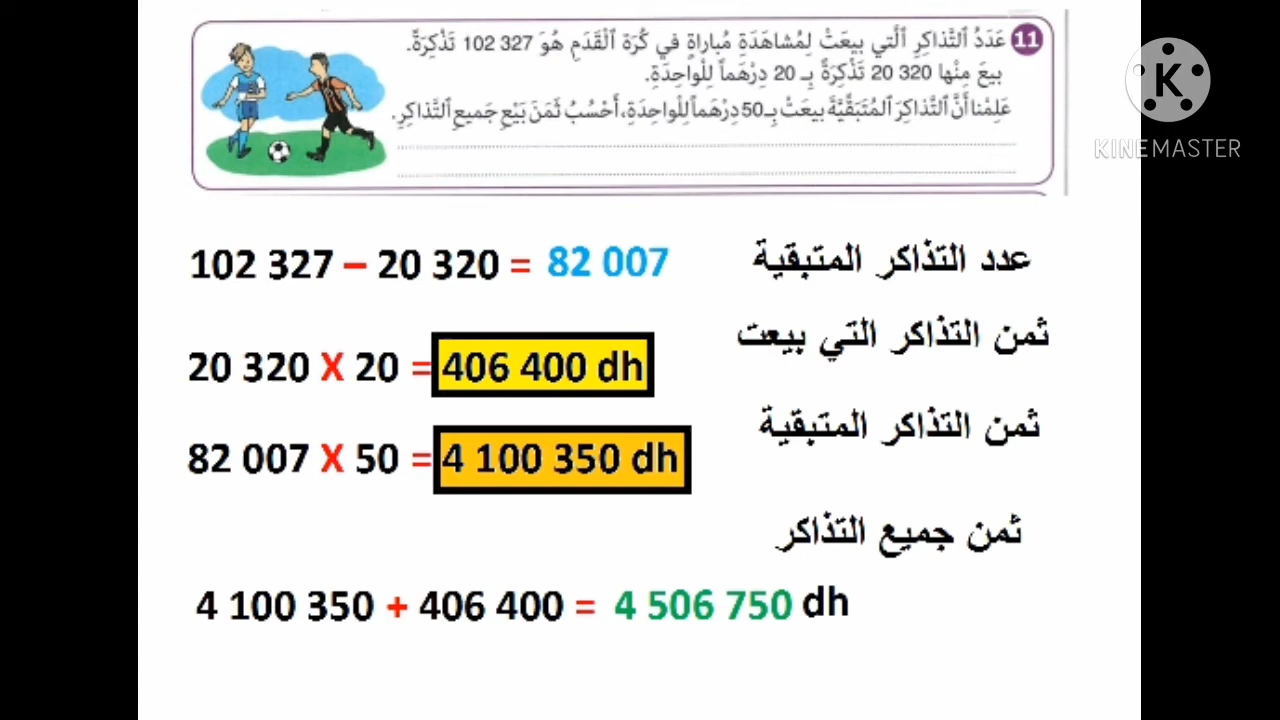 11 عَدَدُ ٱلتَّذاكِرِ ٱلَّتي بيعَتْ لِمُشاهَدَةِ مُباراةٍ في كُرَةِ ٱلْقَدَمِ هُوَ 327 102 تَذْكِرَةً.
بيعَ مِنْها 320 20 تَذْكِرَةً بِـ 20 دِرْهَماً لِلْواحِدَةِ.
عَلِمْنا أَنَّ ٱلتَّذاكِرَ ٱلْمُتَبَقِّيَّةَ بيعَتْ بِـ50 دِرْهَماً لِلْواحِدَةِ، أَحْسُبُ ثَمَنَ بَيْعِ جَميعِ ٱلتَّذاكِرِ.
K
KINEMASTER
عدد التذاكر المتبقية
102 327 – 20 320 = 82 007
ثمن التذاكر التي بيعت
20 320 X 20 = 406 400 dh
ثمن التذاكر المتبقية
82 007 X 50 = 4 100 350 dh
ثمن جميع التذاكر
4 100 350 + 406 400 = 4 506 750 dh